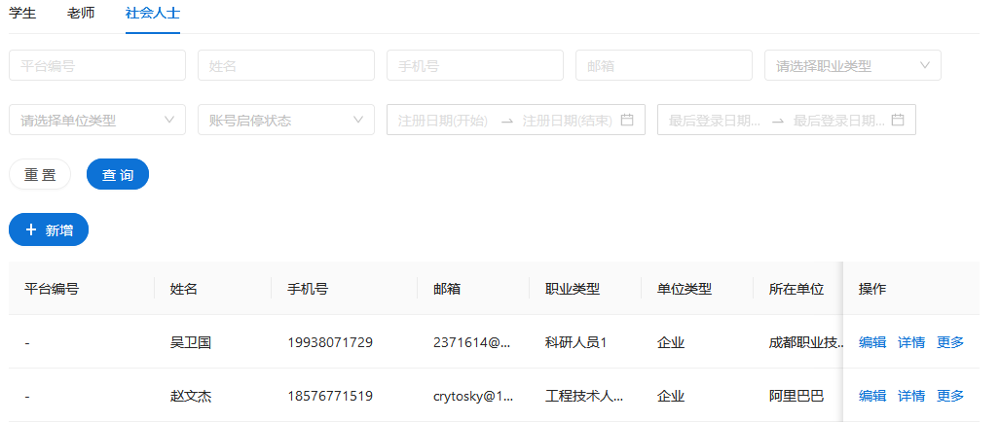 学生 老师 社会人士
平台编号 姓名 手机号 邮箱 请选择职业类型
请选择单位类型 账号启停状态 注册日期(开始) 注册日期(结束) 最后登录日期... 最后登录日期...
重 置 查 询
+ 新增
平台编号 姓名 手机号 邮箱 职业类型 单位类型 所在单位 操作
- 吴卫国 19938071729 2371614@... 科研人员1 企业 成都职业技... 编辑 详情 更多
- 赵文杰 18576771519 crytosky@1... 工程技术人... 企业 阿里巴巴 编辑 详情 更多